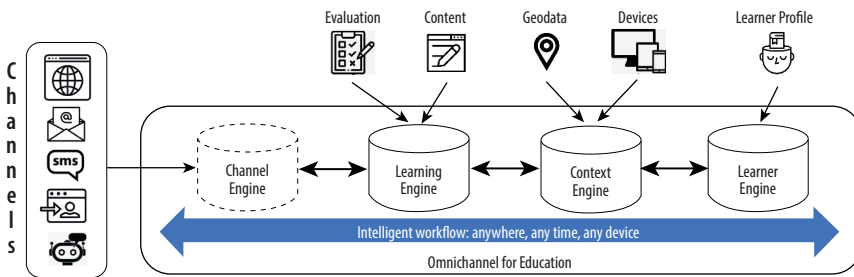 Evaluation
Content
Geodata
Devices
Learner Profile
Channels
@
sms
Channel
Engine
Learning
Engine
Context
Engine
Learner
Engine
Intelligent workflow: anywhere, any time, any device
Omnichannel for Education